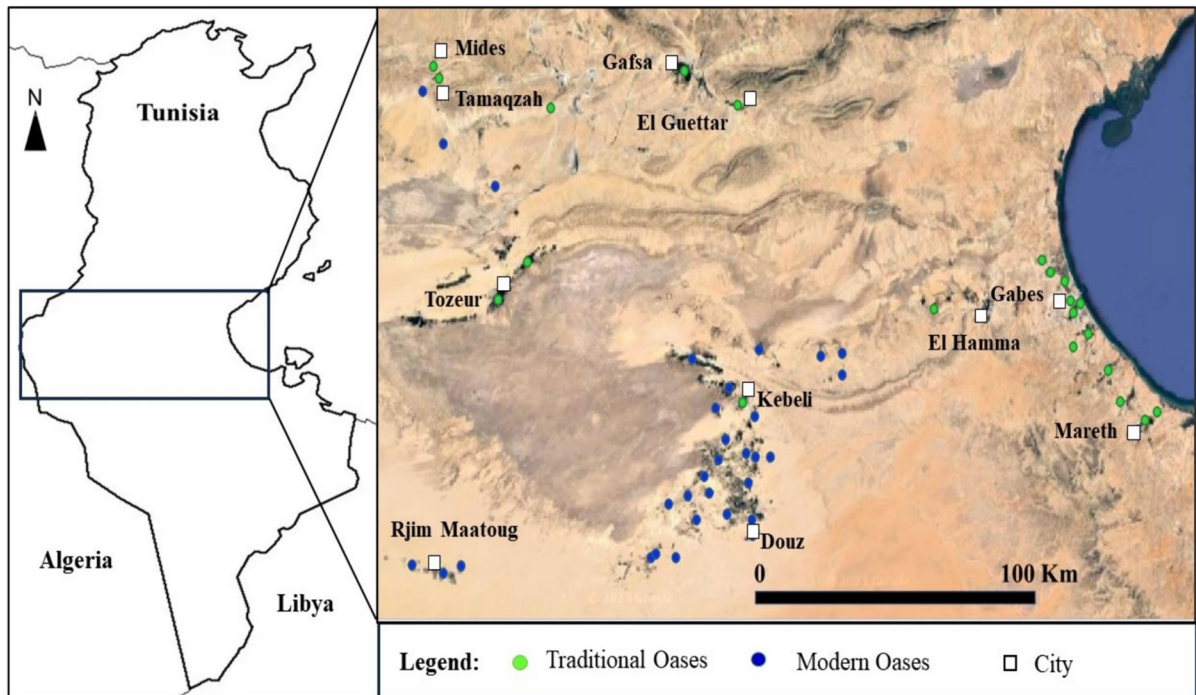 N
Tunisia
Algeria
Libya
Mides
Tamaqzah
Gafsa
El Guettar
Tozeur
Gabes
El Hamma
Kebeli
Mareth
Rjim Maatoug
Douz
0 100 Km
Legend: Traditional Oases Modern Oases City